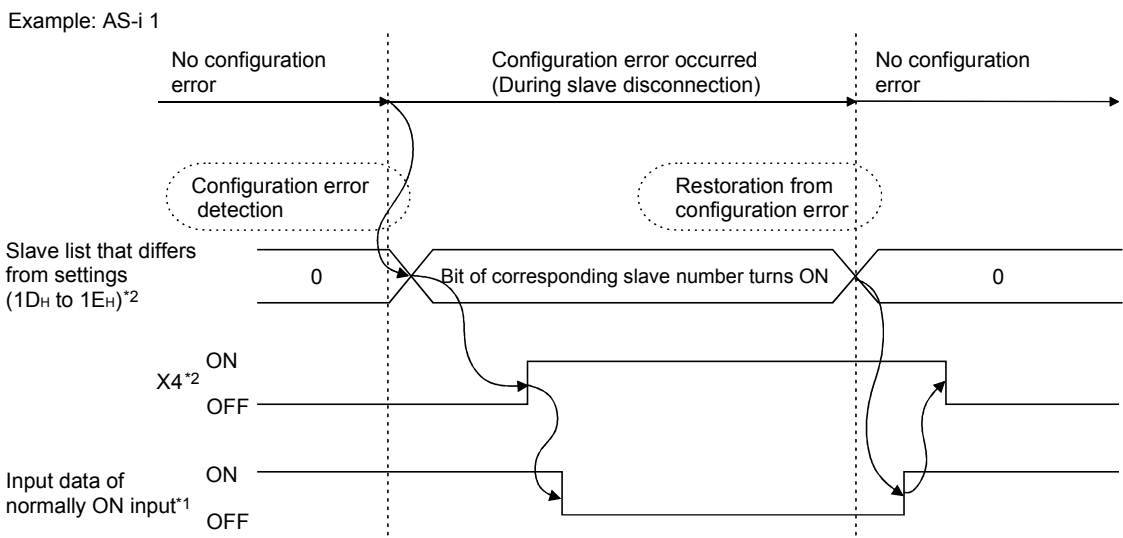 Example: AS-i 1
No configuration
error
Configuration error occurred
(During slave disconnection)
No configuration
error
Configuration error
detection
Restoration from
configuration error
Slave list that differs
from settings
(1DH to 1EH)*2
0
Bit of corresponding slave number turns ON
0
X4*2
ON
OFF
Input data of
normally ON input*1
ON
OFF